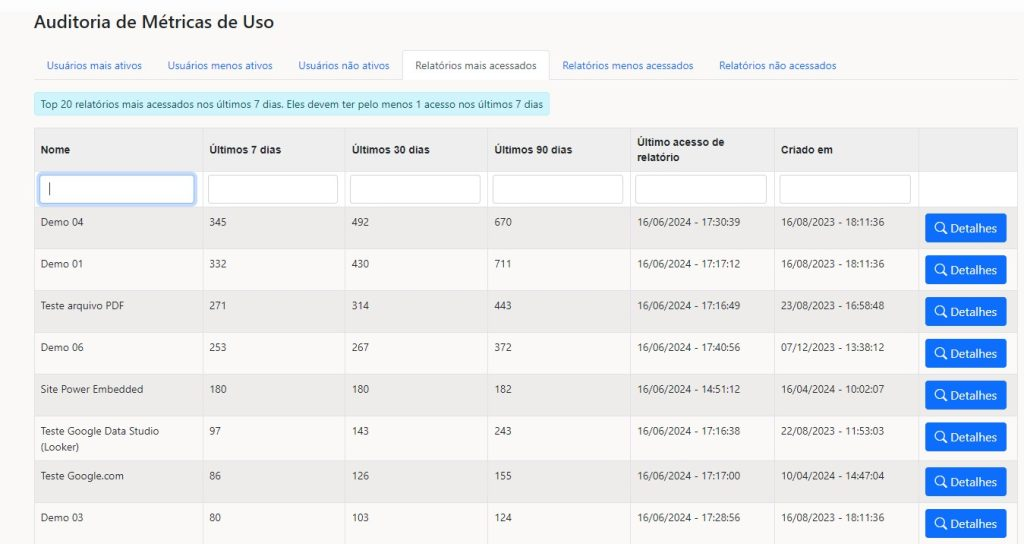 Auditoria de Métricas de Uso
Usuários mais ativos Usuários menos ativos Usuários não ativos Relatórios mais acessados Relatórios menos acessados Relatórios não acessados
Top 20 relatórios mais acessados nos últimos 7 dias. Eles devem ter pelo menos 1 acesso nos últimos 7 dias
Nome Últimos 7 dias Últimos 30 dias Últimos 90 dias Último acesso de relatório Criado em
Demo 04 345 492 670 16/06/2024 - 17:30:39 16/08/2023 - 18:11:36 Detalhes
Demo 01 332 430 711 16/06/2024 - 17:17:12 16/08/2023 - 18:11:36 Detalhes
Teste arquivo PDF 271 314 443 16/06/2024 - 17:16:49 23/08/2023 - 16:58:48 Detalhes
Demo 06 253 267 372 16/06/2024 - 17:40:56 07/12/2023 - 13:38:12 Detalhes
Site Power Embedded 180 180 182 16/06/2024 - 14:51:12 16/04/2024 - 10:02:07 Detalhes
Teste Google Data Studio (Looker) 97 143 243 16/06/2024 - 17:16:38 22/08/2023 - 11:53:03 Detalhes
Teste Google.com 86 126 155 16/06/2024 - 17:17:00 10/04/2024 - 14:47:04 Detalhes
Demo 03 80 103 124 16/06/2024 - 17:28:56 16/08/2023 - 18:11:36 Detalhes